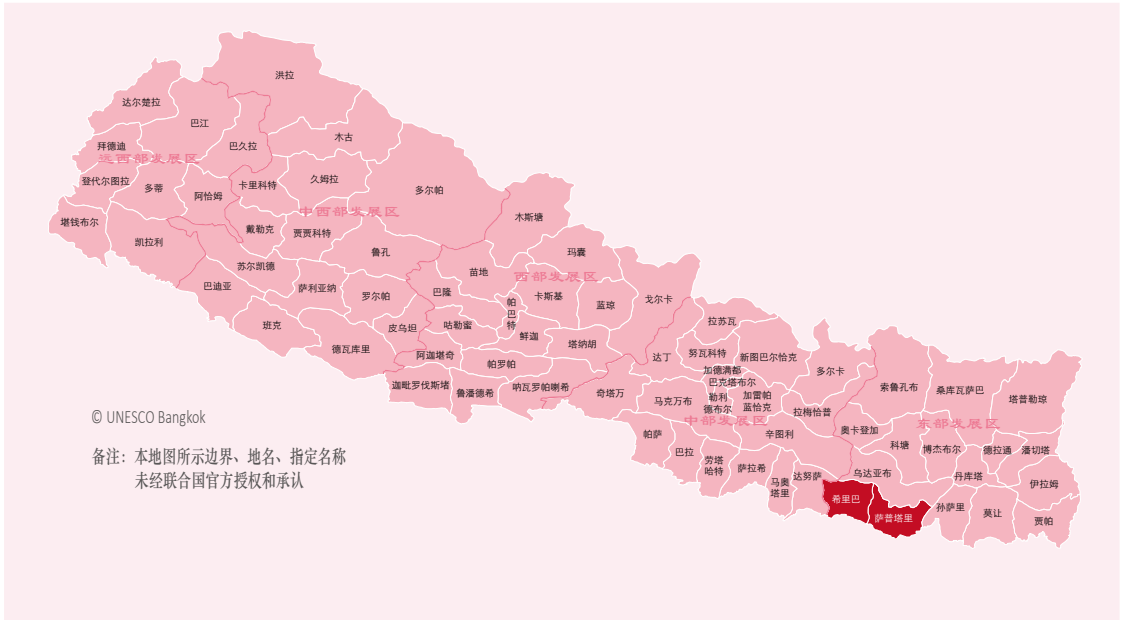 洪拉
达尔楚拉
巴江
木古
拜德迪
巴久拉
远西部发展区
登代尔图拉
多蒂
阿恰姆
卡里科特
久姆拉
多尔帕
堪钱布尔
中西部发展区
木斯塘
凯拉利
戴勒克
贾贾科特
鲁孔
玛囊
苏尔凯德
苗地
西部发展区
巴迪亚
萨利亚纳
罗尔帕
巴隆
帕
巴
特
卡斯基
蓝琼
戈尔卡
班克
皮乌坦
咕勒蜜
鲜迦
拉苏瓦
德瓦库里
阿迦堪奇
帕罗帕
塔纳胡
达丁
努瓦科特
新图巴尔恰克
加德满都
多尔卡
迦毗罗伐斯堵
鲁潘德希
呐瓦罗帕喇希
奇塔万
马克万布
巴克塔布尔
勒利
德布尔
加雷帕
蓝恰克
索鲁孔布
桑库瓦萨巴
塔普勒琼
拉梅恰普
中部发展区
东部发展区
帕萨
巴拉
辛图利
奥卡登加
科塘
博杰布尔
德拉通
潘切塔
劳塔
哈特
萨拉希
马奥
塔里
达努萨
乌达亚布
丹库塔
伊拉姆
希里巴
萨普塔里
孙萨里
莫让
贾帕
© UNESCO Bangkok
备注：本地图所示边界、地名、指定名称
未经联合国官方授权和承认